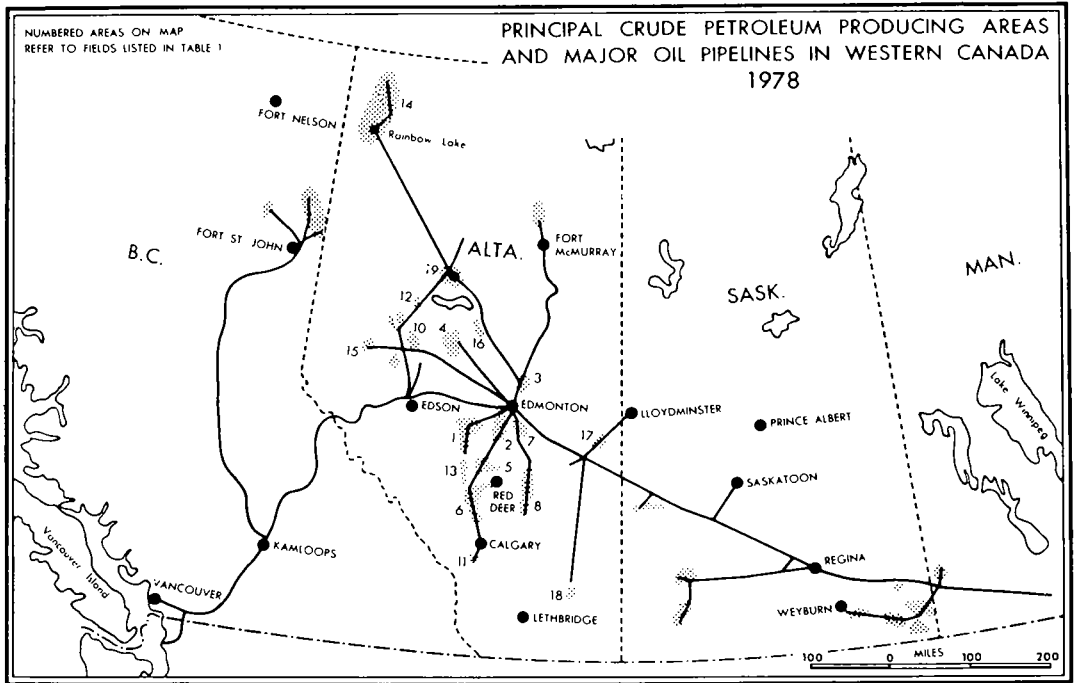 NUMBERED AREAS ON MAP
REFER TO FIELDS LISTED IN TABLE 1
PRINCIPAL CRUDE PETROLEUM PRODUCING AREAS
AND MAJOR OIL PIPELINES IN WESTERN CANADA
1978
14
FORT NELSON
Rainbow Lake
FORT ST JOHN
B.C.
ALTA.
FORT
McMURRAY
SASK.
MAN.
19
12
10
4
16
15
3
EDSON
EDMONTON
LLOYDMINSTER
PRINCE ALBERT
Lake Winnipeg
1
2
7
17
13
5
RED
DEER
6
8
SASKATOON
KAMLOOPS
11
CALGARY
Vancouver Island
VANCOUVER
REGINA
18
WEYBURN
LETHBRIDGE
100 0 MILES 100 200